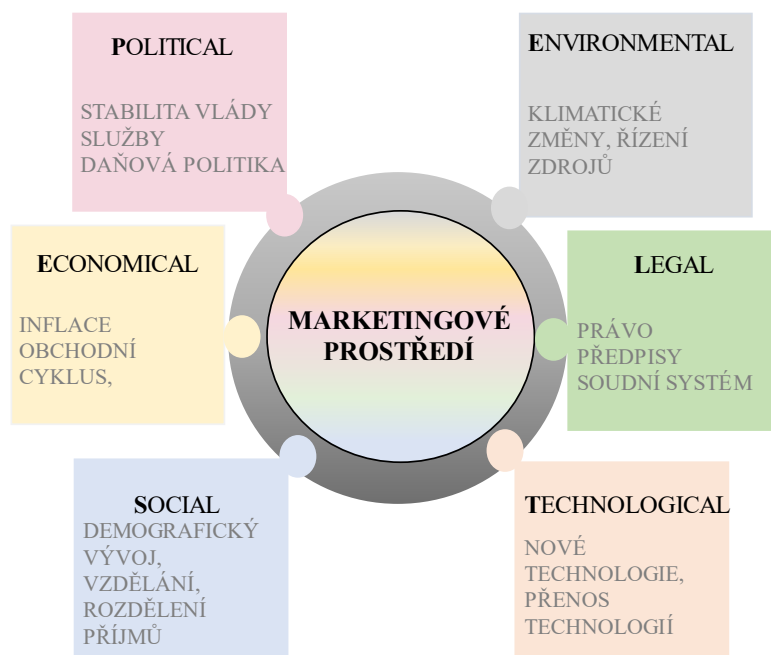 POLITICAL
STABILITA VLÁDY
SLUŽBY
DAŇOVÁ POLITIKA
ENVIRONMENTAL
KLIMATICKÉ
ZMĚNY, ŘÍZENÍ
ZDROJŮ
ECONOMICAL
INFLACE
OBCHODNÍ
CYKLUS,
MARKETINGOVÉ
PROSTŘEDÍ
LEGAL
PRÁVO
PŘEDPISY
SOUDNÍ SYSTÉM
SOCIAL
DEMOGRAFICKÝ
VÝVOJ,
VZDĚLÁNÍ,
ROZDĚLENÍ
PŘÍJMŮ
TECHNOLOGICAL
NOVÉ
TECHNOLOGIE,
PŘENOS
TECHNOLOGIÍ